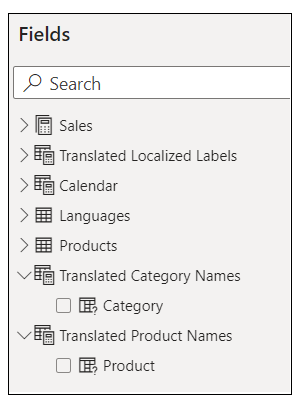 Fields
Search
Sales
Translated Localized Labels
Calendar
Languages
Products
Translated Category Names
Category
Translated Product Names
Product